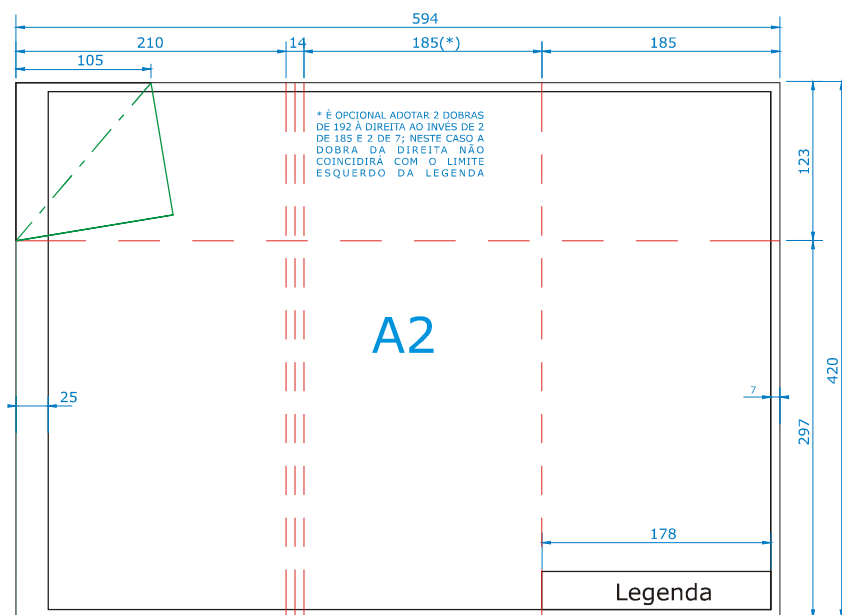 594
210
14
185(*)
185
105
* É OPCIONAL ADOTAR 2 DOBRAS
DE 192 À DIREITA AO INVÉS DE 2
DE 185 E 2 DE 7; NESTE CASO A
DOBRA DA DIREITA NÃO
COINCIDIRÁ COM O LIMITE
ESQUERDO DA LEGENDA
123
A2
25
7
420
297
178
Legenda